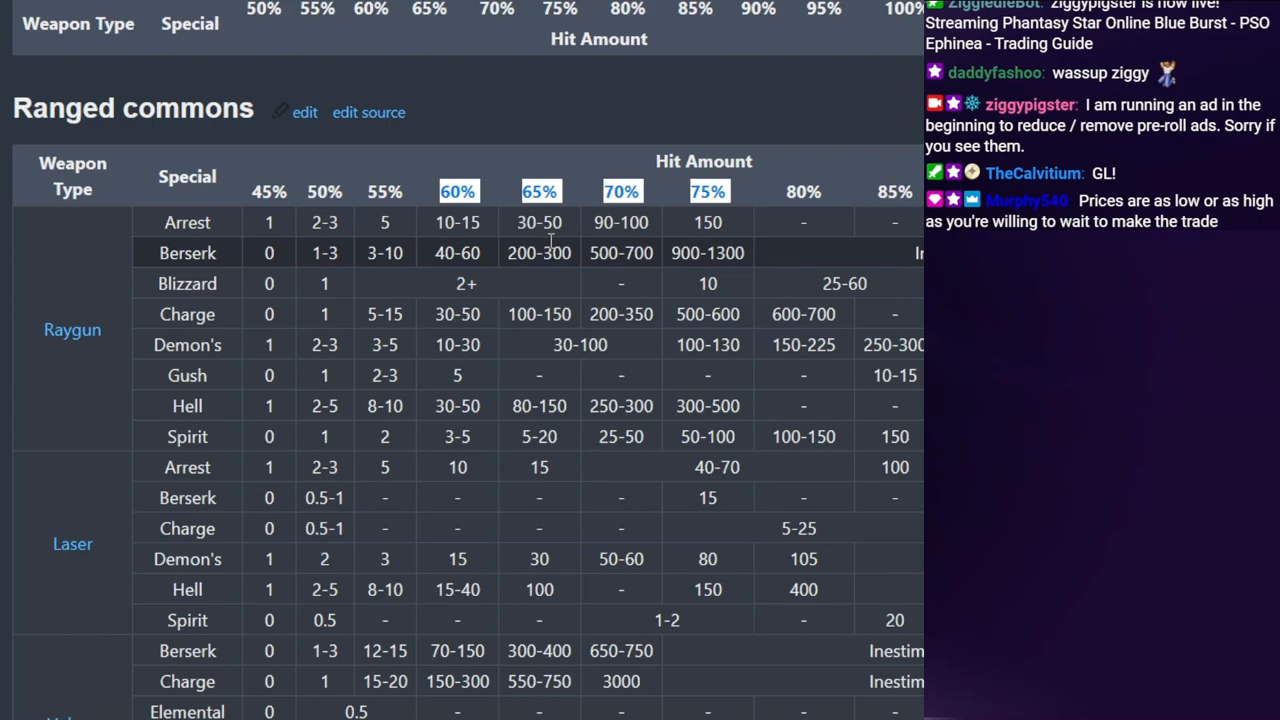 50% 55% 60% 65% 70% 75% 80% 85% 90% 95% 100%
Weapon Type Special
Hit Amount
Ranged commons edit edit source
Weapon Type Special Hit Amount
45% 50% 55% 60% 65% 70% 75% 80% 85%
Raygun
Arrest 1 2-3 5 10-15 30-50 90-100 150 - -
Berserk 0 1-3 3-10 40-60 200-300 500-700 900-1300 In
Blizzard 0 1 2+ - 10 25-60
Charge 0 1 5-15 30-50 100-150 200-350 500-600 600-700 -
Demon's 1 2-3 3-5 10-30 30-100 100-130 150-225 250-300
Gush 0 1 2-3 5 - - - - 10-15
Hell 1 2-5 8-10 30-50 80-150 250-300 300-500 - -
Spirit 0 1 2 3-5 5-20 25-50 50-100 100-150 150
Laser
Arrest 1 2-3 5 10 15 40-70 100
Berserk 0 0.5-1 - - - - 15 - -
Charge 0 0.5-1 - - - - 5-25
Demon's 1 2 3 15 30 50-60 80 105
Hell 1 2-5 8-10 15-40 100 - 150 400
Spirit 0 0.5 - - - 1-2 - 20
Berserk 0 1-3 12-15 70-150 300-400 650-750 Inestim
Charge 0 1 15-20 150-300 550-750 3000 Inestim
Elemental 0 0.5 - - - - - -
ZiggiedieBot: ziggypigster is now live!
Streaming Phantasy Star Online Blue Burst - PSO
Ephinea - Trading Guide
daddyfashoo: wassup ziggy
ziggypigster: I am running an ad in the
beginning to reduce / remove pre-roll ads. Sorry if
you see them.
TheCalvitium: GL!
Murphy540: Prices are as low or as high
as you're willing to wait to make the trade